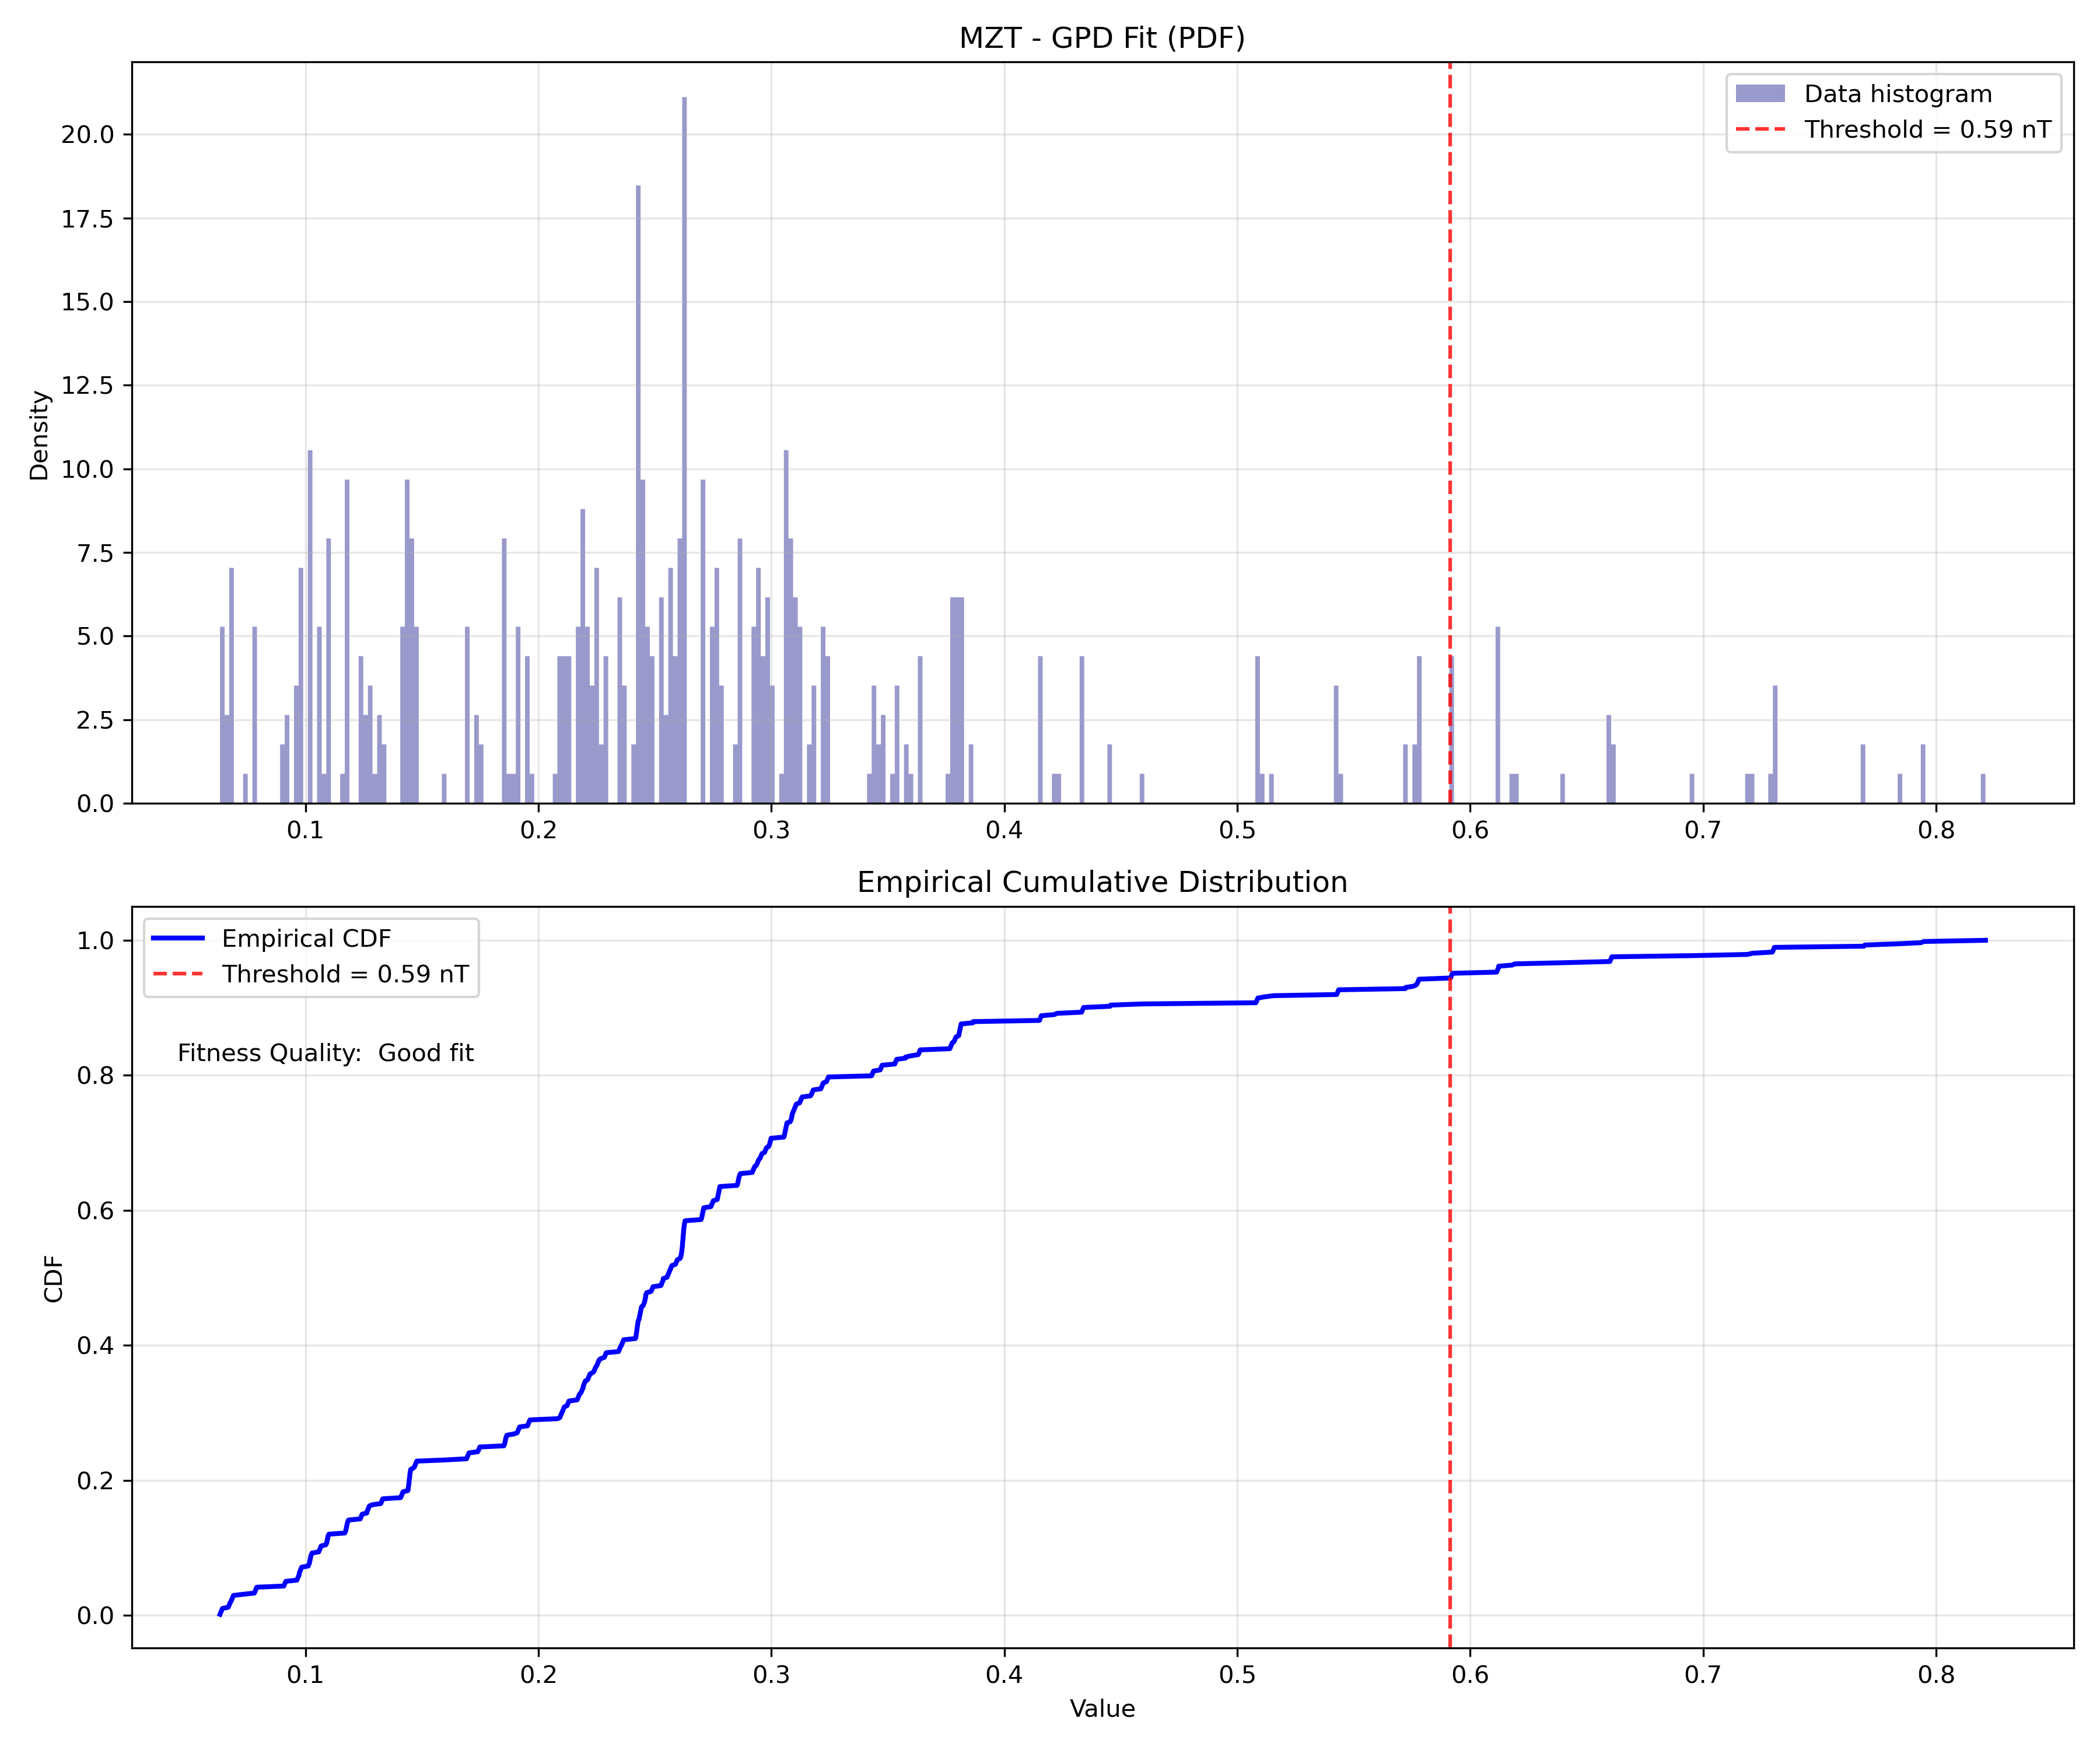 MZT - GPD Fit (PDF)
Data histogram
Threshold = 0.59 nT
Density
20.0
17.5
15.0
12.5
10.0
7.5
5.0
2.5
0.0
0.1 0.2 0.3 0.4 0.5 0.6 0.7 0.8
Empirical Cumulative Distribution
Empirical CDF
Threshold = 0.59 nT
Fitness Quality:  Good fit
CDF
1.0
0.8
0.6
0.4
0.2
0.0
0.1 0.2 0.3 0.4 0.5 0.6 0.7 0.8
Value